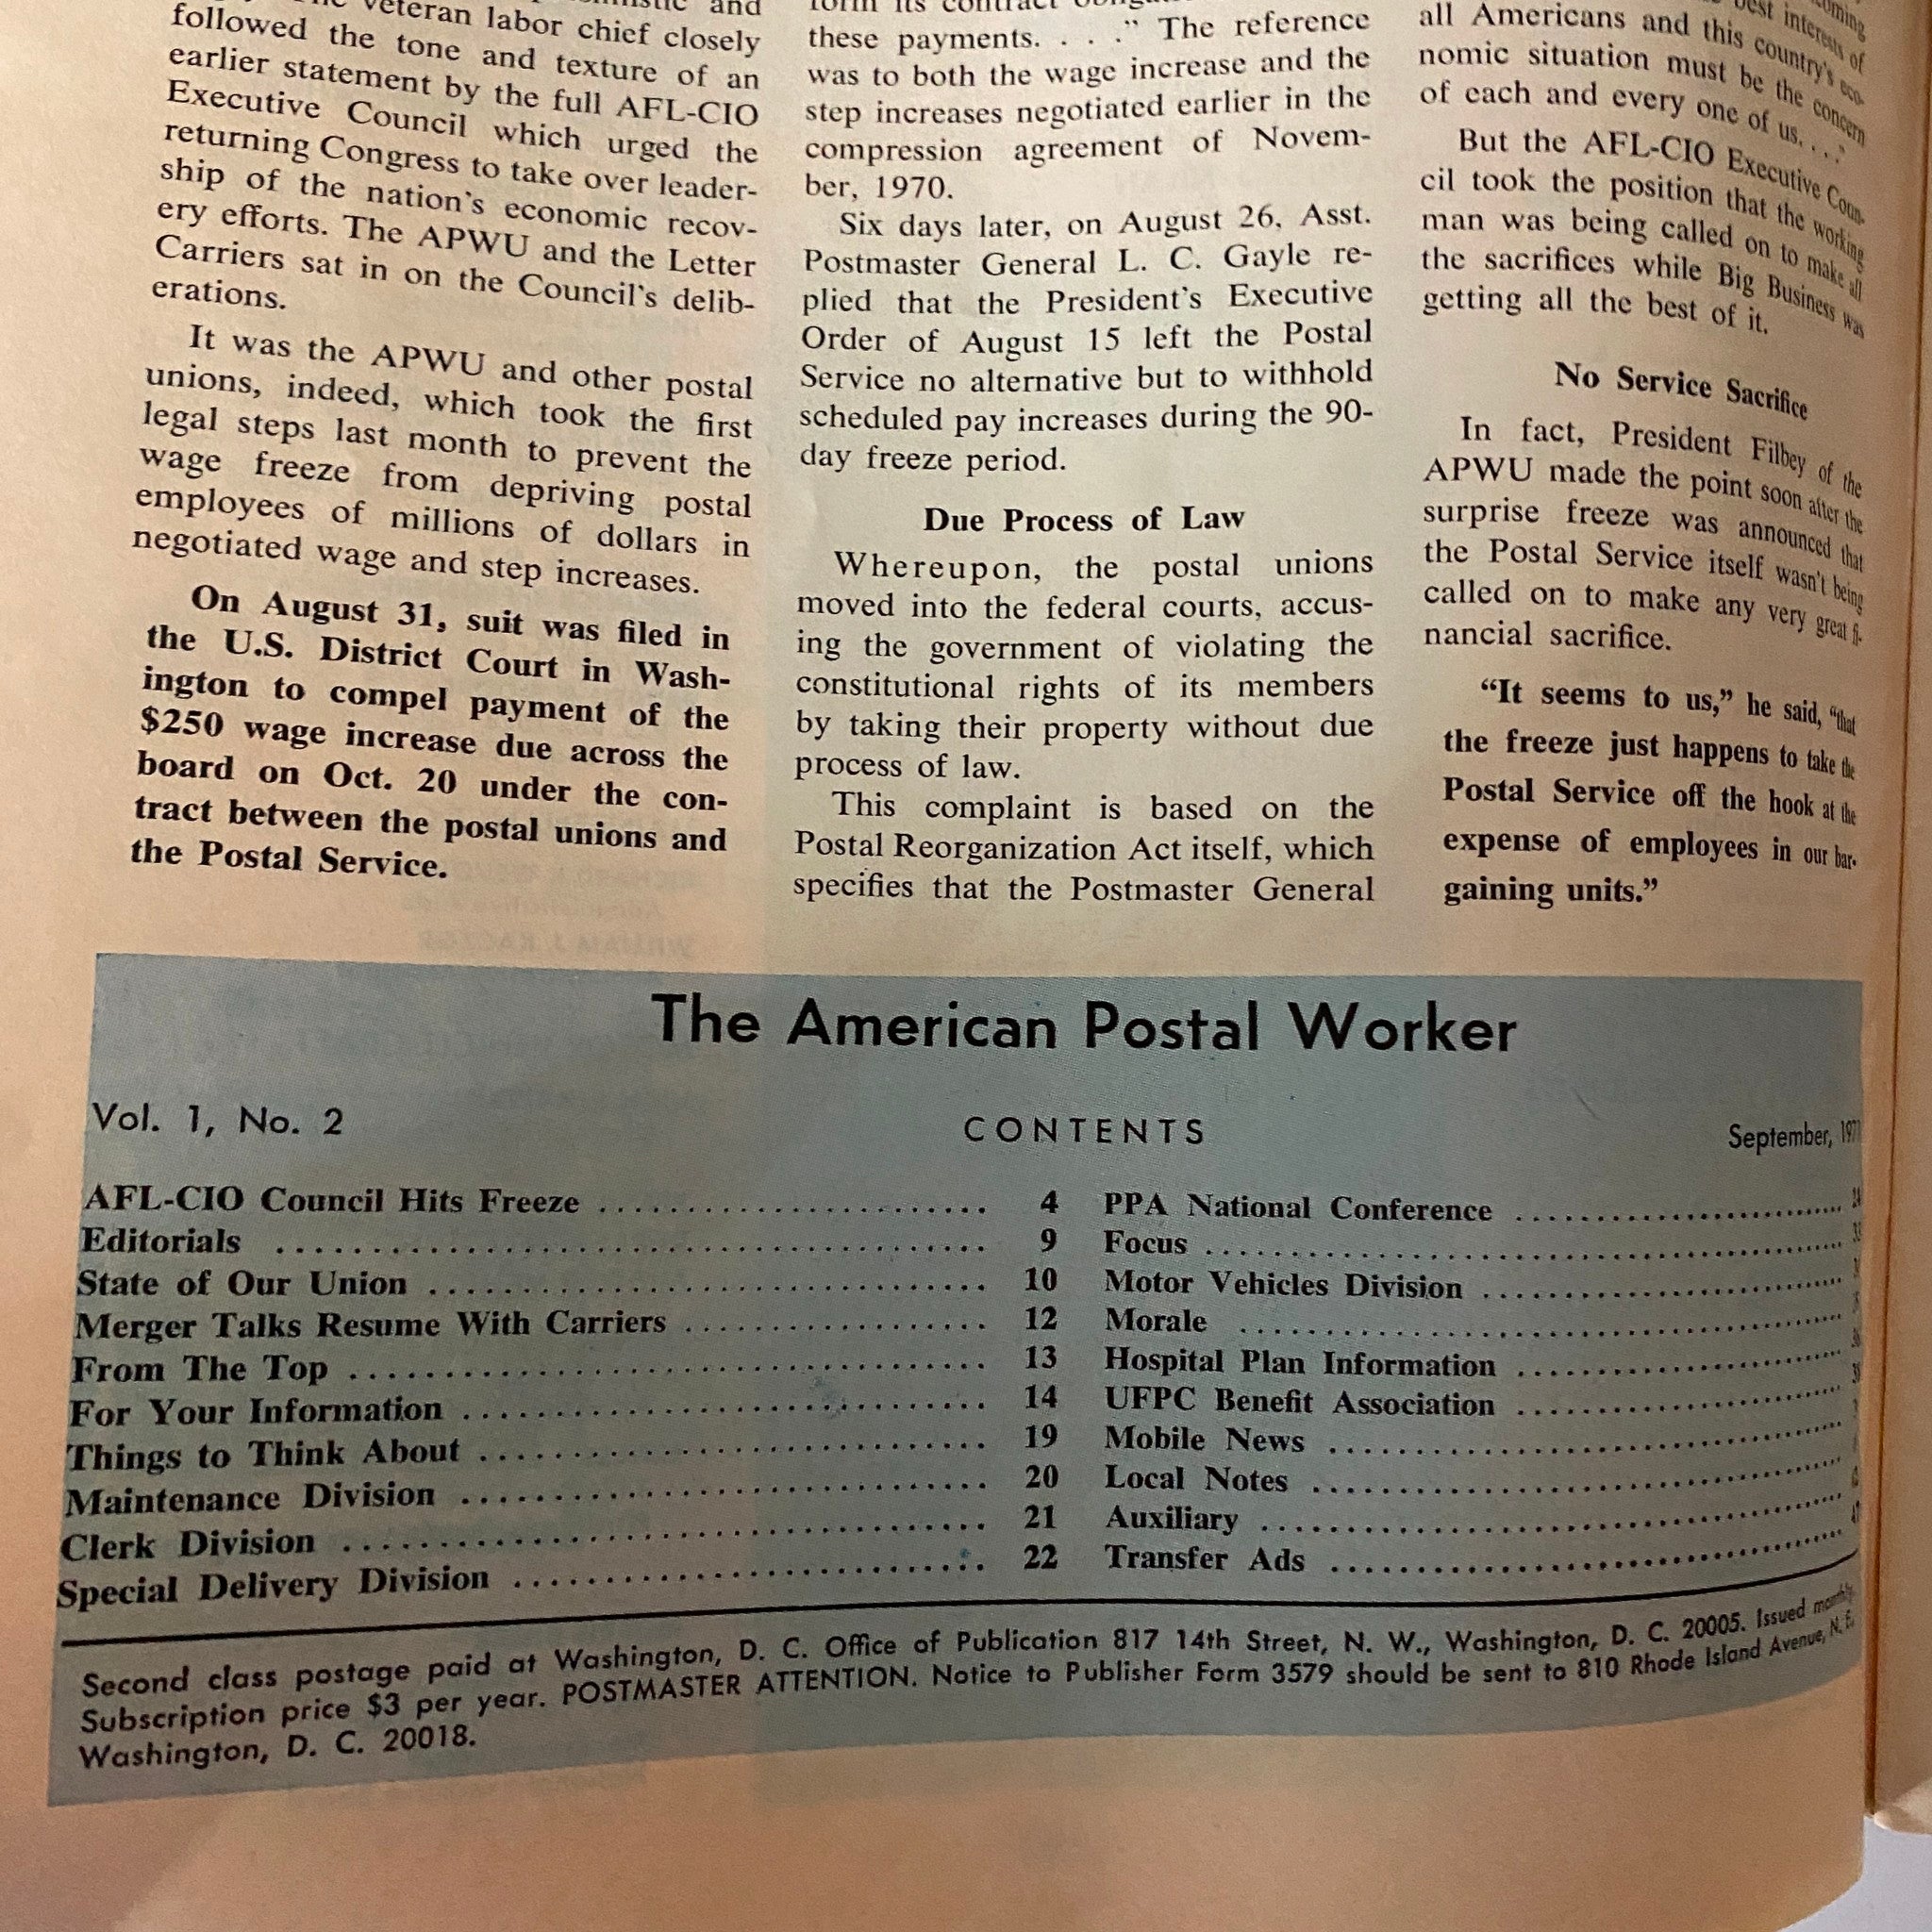 veteran labor chief closely
followed the tone and texture of an
earlier statement by the full AFL-CIO
Executive Council which urged the
returning Congress to take over leader-
ship of the nation's economic recov-
ery efforts. The APWU and the Letter
Carriers sat in on the Council's delib-
erations.
It was the APWU and other postal
unions, indeed, which took the first
legal steps last month to prevent the
wage freeze from depriving postal
employees of millions of dollars in
negotiated wage and step increases.
On August 31, suit was filed in
the U.S. District Court in Wash-
ington to compel payment of the
$250 wage increase due across the
board on Oct. 20 under the con-
tract between the postal unions and
the Postal Service.
these payments. . . ." The reference
was to both the wage increase and the
step increases negotiated earlier in the
compression agreement of Novem-
ber, 1970.
Six days later, on August 26, Asst.
Postmaster General L. C. Gayle re-
plied that the President's Executive
Order of August 15 left the Postal
Service no alternative but to withhold
scheduled pay increases during the 90-
day freeze period.
Due Process of Law
Whereupon, the postal unions
moved into the federal courts, accus-
ing the government of violating the
constitutional rights of its members
by taking their property without due
process of law.
This complaint is based on the
Postal Reorganization Act itself, which
specifies that the Postmaster General
best interests of
all Americans and this country's eco-
nomic situation must be the concern
of each and every one of us. . . ."
But the AFL-CIO Executive Coun-
cil took the position that the working
man was being called on to make all
the sacrifices while Big Business was
getting all the best of it.
No Service Sacrifice
In fact, President Filbey of the
APWU made the point soon after the
surprise freeze was announced that
the Postal Service itself wasn't being
called on to make any very great fi-
nancial sacrifice.
"It seems to us," he said, "that
the freeze just happens to take the
Postal Service off the hook at the
expense of employees in our bar-
gaining units."
The American Postal Worker
Vol. 1, No. 2
CONTENTS
September, 1971
AFL-CIO Council Hits Freeze ........................ 4
Editorials ........................ 9
State of Our Union ........................ 10
Merger Talks Resume With Carriers ........................ 12
From The Top ........................ 13
For Your Information ........................ 14
Things to Think About ........................ 19
Maintenance Division ........................ 20
Clerk Division ........................ 21
Special Delivery Division ........................ 22
PPA National Conference ........................
Focus ........................
Motor Vehicles Division ........................
Morale ........................
Hospital Plan Information ........................
UFPC Benefit Association ........................
Mobile News ........................
Local Notes ........................
Auxiliary ........................
Transfer Ads ........................
Second class postage paid at Washington, D. C. Office of Publication 817 14th Street, N. W., Washington, D. C. 20005. Issued monthly.
Subscription price $3 per year. POSTMASTER ATTENTION. Notice to Publisher Form 3579 should be sent to 810 Rhode Island Avenue, N. E.,
Washington, D. C. 20018.